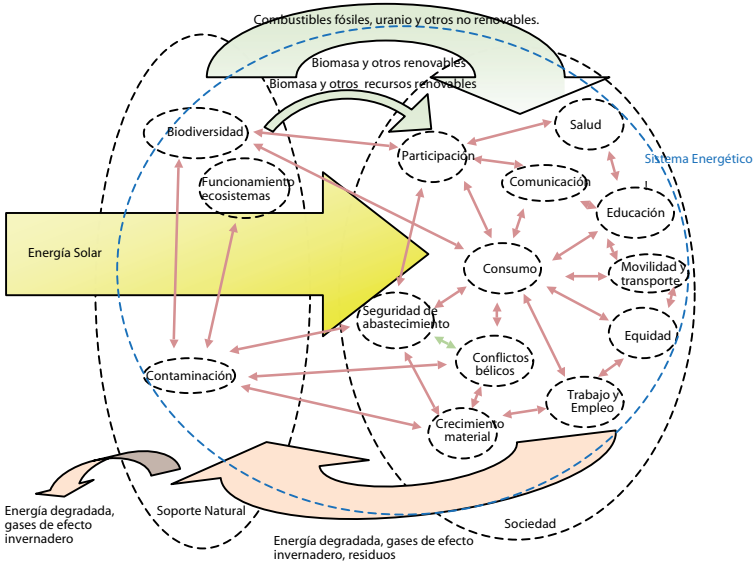 Combustibles fósiles, uranio y otros no renovables.
Biomasa y otros renovables
Biomasa y otros recursos renovables
Biodiversidad
Salud
Participación
Sistema Energético
Funcionamiento
ecosistemas
Comunicación
Educación
Energía Solar
Consumo
Movilidad y
transporte
Seguridad de
abastecimiento
Equidad
Conflictos
bélicos
Contaminación
Trabajo y
Empleo
Crecimiento
material
Energía degradada,
gases de efecto
invernadero
Soporte Natural
Sociedad
Energía degradada, gases de efecto
invernadero, residuos